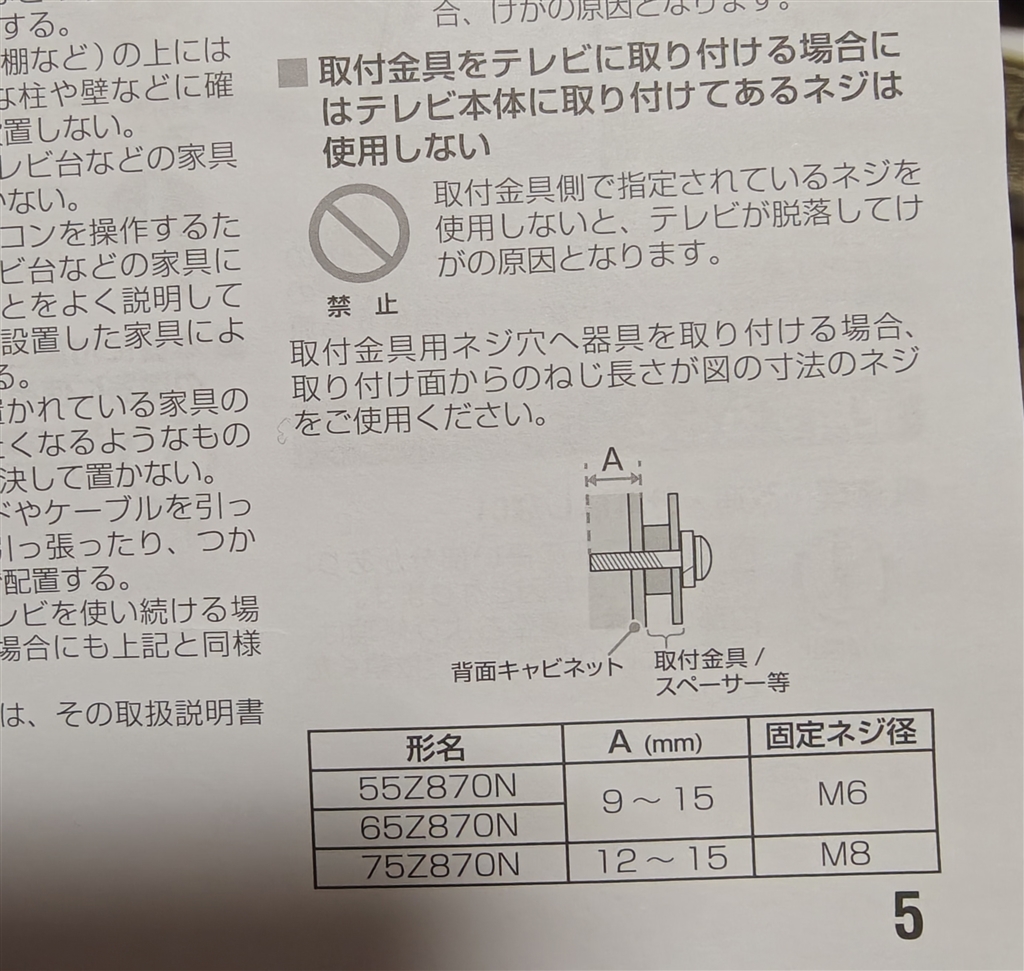 する。
棚など)の上には
な柱や壁などに確
設置しない。
レビ台などの家具
いない。
コンを操作するた
ビ台などの家具に
とをよく説明して
設置した家具によ
る。
置かれている家具の
たくなるようなもの
決して置かない。
ドやケーブルを引っ
引っ張ったり、つか
配置する。
レビを使い続ける場
場合にも上記と同様
は、その取扱説明書
合、けがの原因となります。
■ 取付金具をテレビに取り付ける場合に
はテレビ本体に取り付けてあるネジは
使用しない
禁 止
取付金具側で指定されているネジを
使用しないと、テレビが脱落してけ
がの原因となります。
取付金具用ネジ穴へ器具を取り付ける場合、
取り付け面からのねじ長さが図の寸法のネジ
をご使用ください。
A
背面キャビネット
取付金具/
スペーサー等
形名 A (mm) 固定ネジ径
55Z870N 9～15 M6
65Z870N
75Z870N 12～15 M8
5